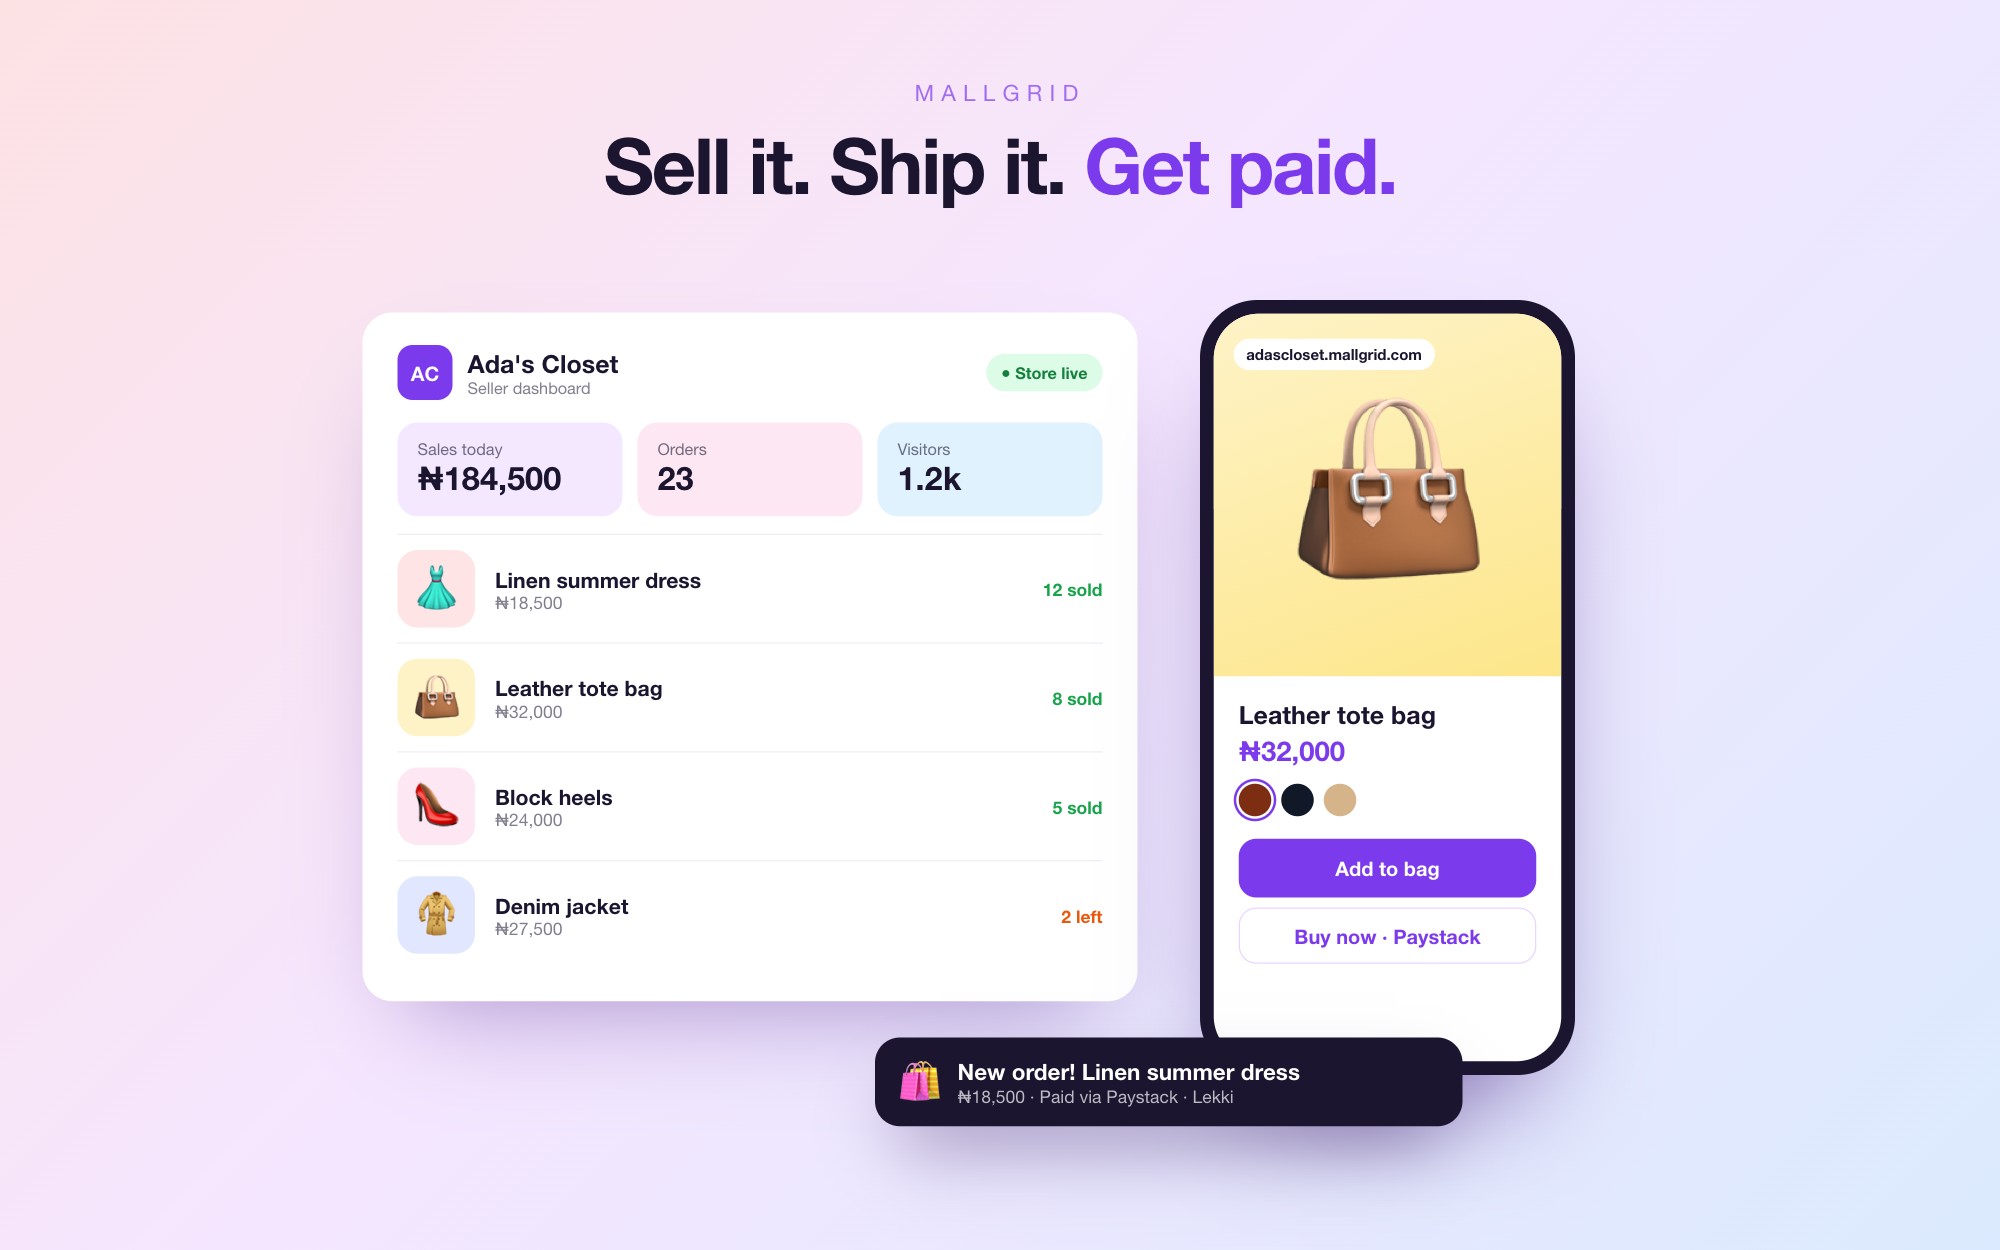 MALLGRID
Sell it. Ship it. Get paid.
AC
Ada's Closet
Seller dashboard
• Store live
Sales today
₦184,500
Orders
23
Visitors
1.2k
Linen summer dress
₦18,500
12 sold
Leather tote bag
₦32,000
8 sold
Block heels
₦24,000
5 sold
Denim jacket
₦27,500
2 left
adascloset.mallgrid.com
Leather tote bag
₦32,000
Add to bag
Buy now · Paystack
New order! Linen summer dress
₦18,500 · Paid via Paystack · Lekki